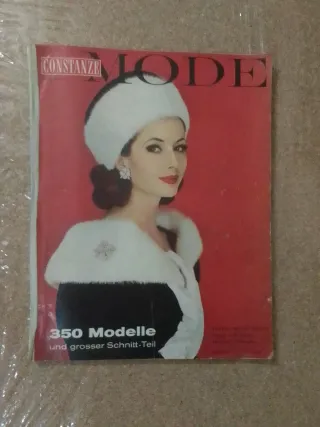 CONSTANZE
MODE
350 Modelle
und grosser Schnitt-Teil